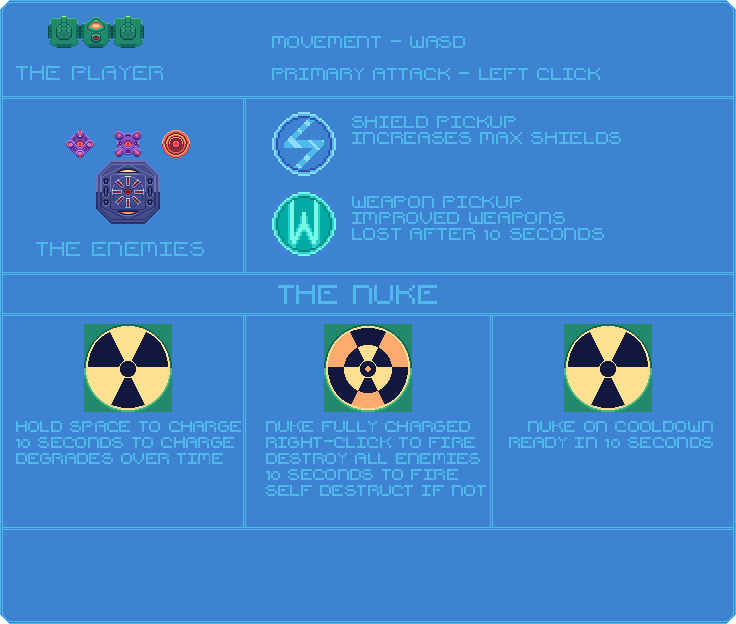 MOVEMENT - WASD
THE PLAYER
PRIMARY ATTACK - LEFT CLICK
SHIELD PICKUP
INCREASES MAX SHIELDS
W
WEAPON PICKUP
IMPROVED WEAPONS
LOST AFTER 10 SECONDS
THE ENEMIES
THE NUKE
HOLD SPACE TO CHARGE
10 SECONDS TO CHARGE
DEGRADES OVER TIME
NUKE FULLY CHARGED
RIGHT-CLICK TO FIRE
DESTROY ALL ENEMIES
10 SECONDS TO FIRE
SELF DESTRUCT IF NOT
NUKE ON COOLDOWN
READY IN 10 SECONDS